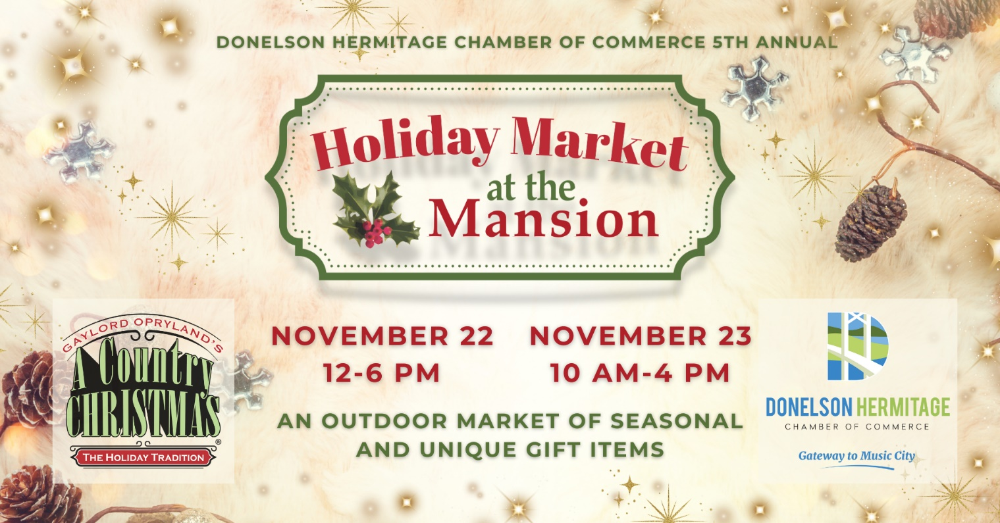 DONELSON HERMITAGE CHAMBER OF COMMERCE 5TH ANNUAL
Holiday Market
at the
Mansion
NOVEMBER 22
12-6 PM
NOVEMBER 23
10 AM-4 PM
AN OUTDOOR MARKET OF SEASONAL
AND UNIQUE GIFT ITEMS
GAYLORD OPRYLAND'S
A Country
CHRISTMAS
®
THE HOLIDAY TRADITION
DONELSON HERMITAGE
CHAMBER OF COMMERCE
Gateway to Music City